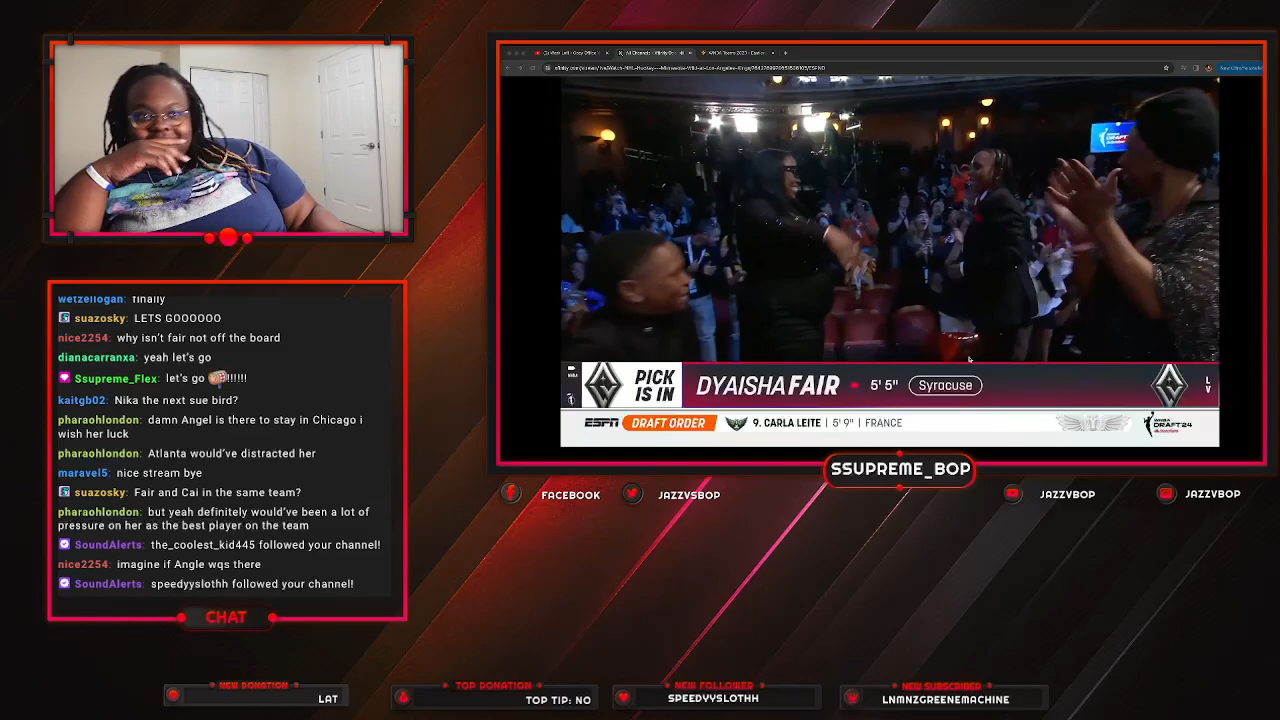 wetzellogan: finally
suazosky: LETS GOOOOOO
nice2254: why isn't fair not off the board
dianacarranxa: yeah let's go
Ssupreme_Flex: let's go !!!!!!
kaitgb02: Nika the next sue bird?
pharaohlondon: damn Angel is there to stay in Chicago i
wish her luck
pharaohlondon: Atlanta would've distracted her
maravel5: nice stream bye
suazosky: Fair and Cai in the same team?
pharaohlondon: but yeah definitely would've been a lot of
pressure on her as the best player on the team
SoundAlerts: the_coolest_kid445 followed your channel!
nice2254: imagine if Angle wqs there
SoundAlerts: speedyyslothh followed your channel!
CHAT
PICK
IS IN
DYAISHA FAIR 5' 5" Syracuse
LV
ESPN DRAFT ORDER 9. CARLA LEITE | 5' 9" | FRANCE
WNBA
DRAFT'24
SSUPREME_BOP
FACEBOOK
JAZZVSBOP
JAZZVBOP
JAZZVBOP
NEW DONATION
LAT
TOP DONATION
TOP TIP: NO
NEW FOLLOWER
SPEEDYYSLOTHH
NEW SUBSCRIBER
LNMNZGREENEMACHINE